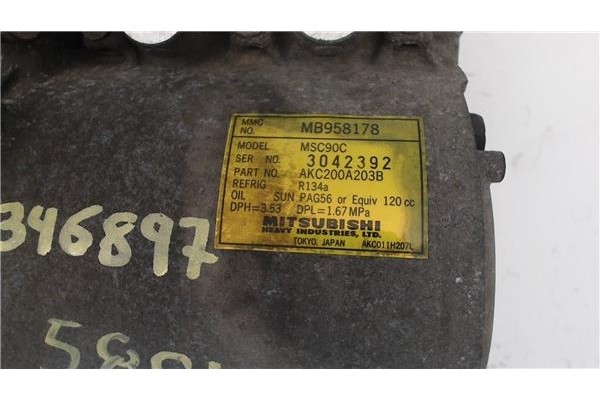 MMC NO. MB958178
MODEL MSC90C
SER NO. 3042392
PART NO. AKC200A203B
REFRIG R134a
OIL SUN PAG56 or Equiv 120 cc
DPH=3.53 DPL=1.67MPa
MITSUBISHI
HEAVY INDUSTRIES, LTD.
TOKYO, JAPAN AKC011H207L
346897